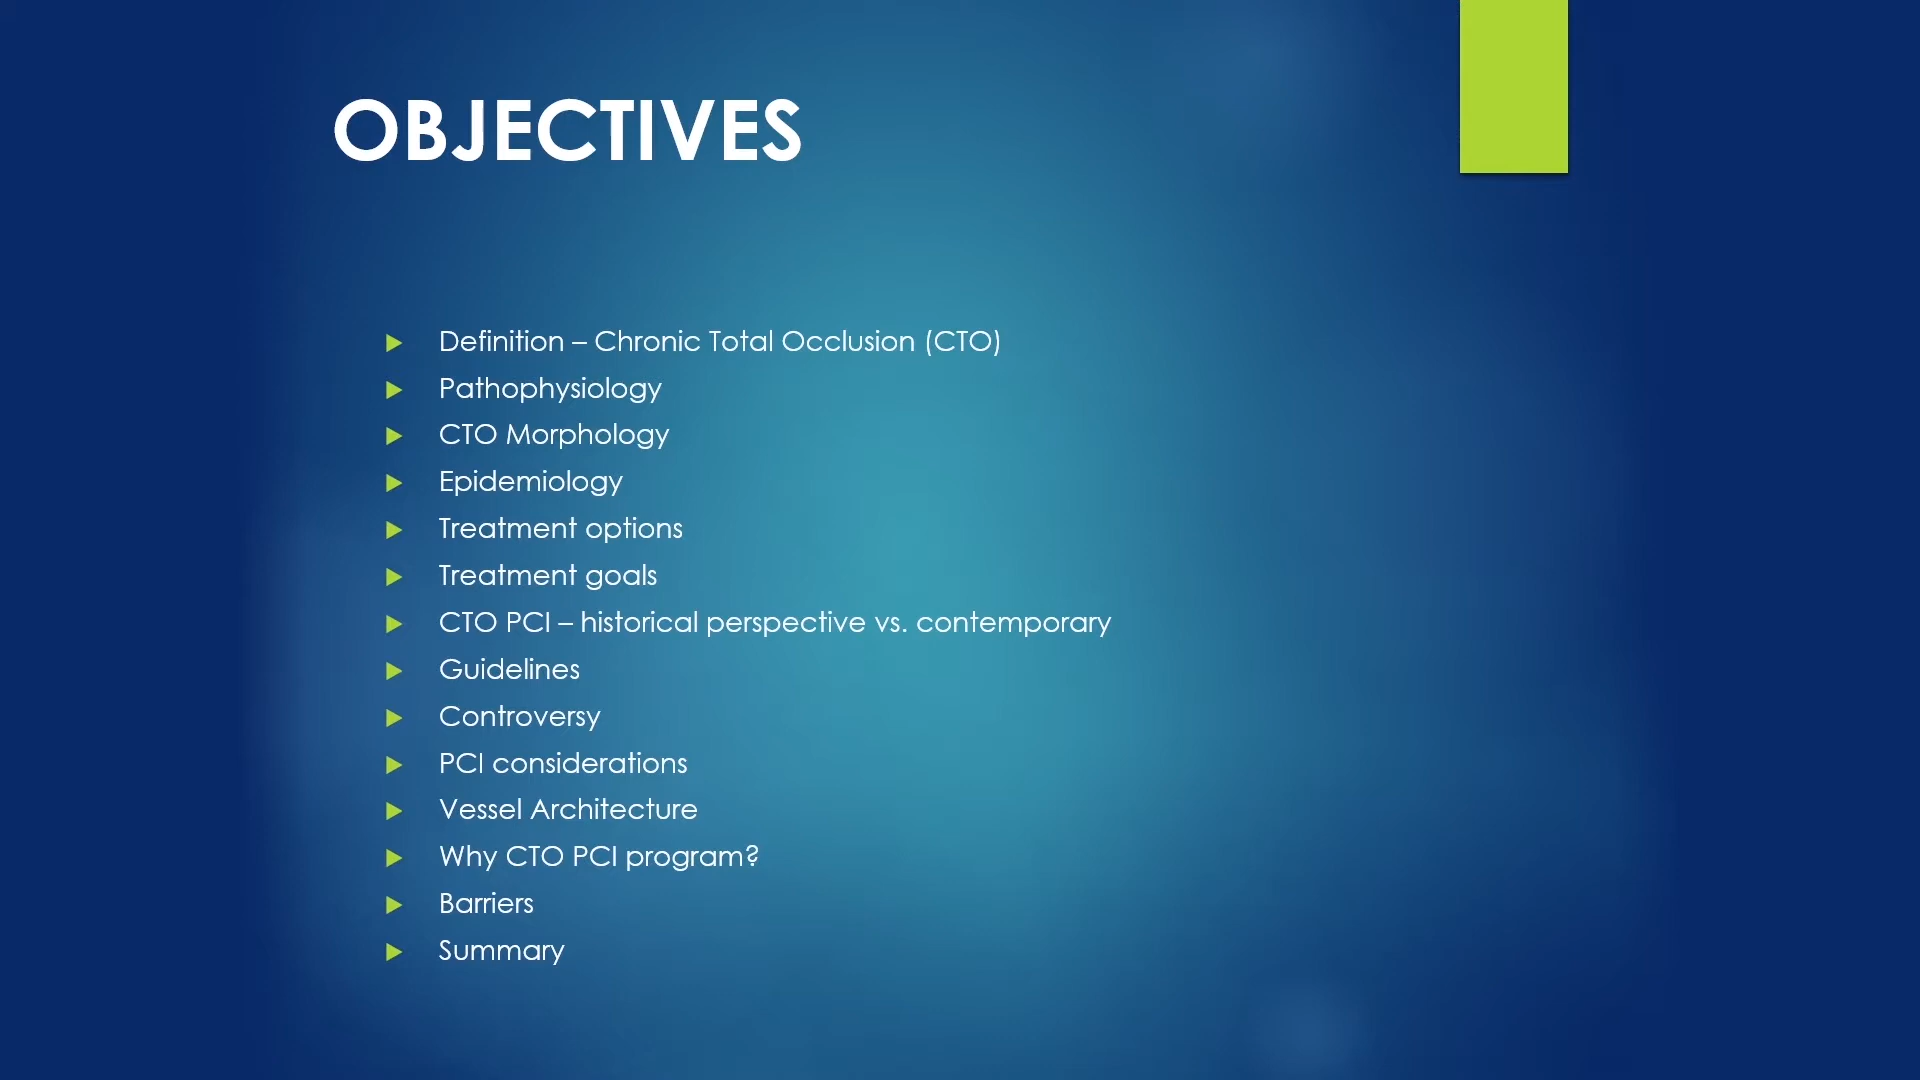 OBJECTIVES
Definition – Chronic Total Occlusion (CTO)
Pathophysiology
CTO Morphology
Epidemiology
Treatment options
Treatment goals
CTO PCI – historical perspective vs. contemporary
Guidelines
Controversy
PCI considerations
Vessel Architecture
Why CTO PCI program?
Barriers
Summary